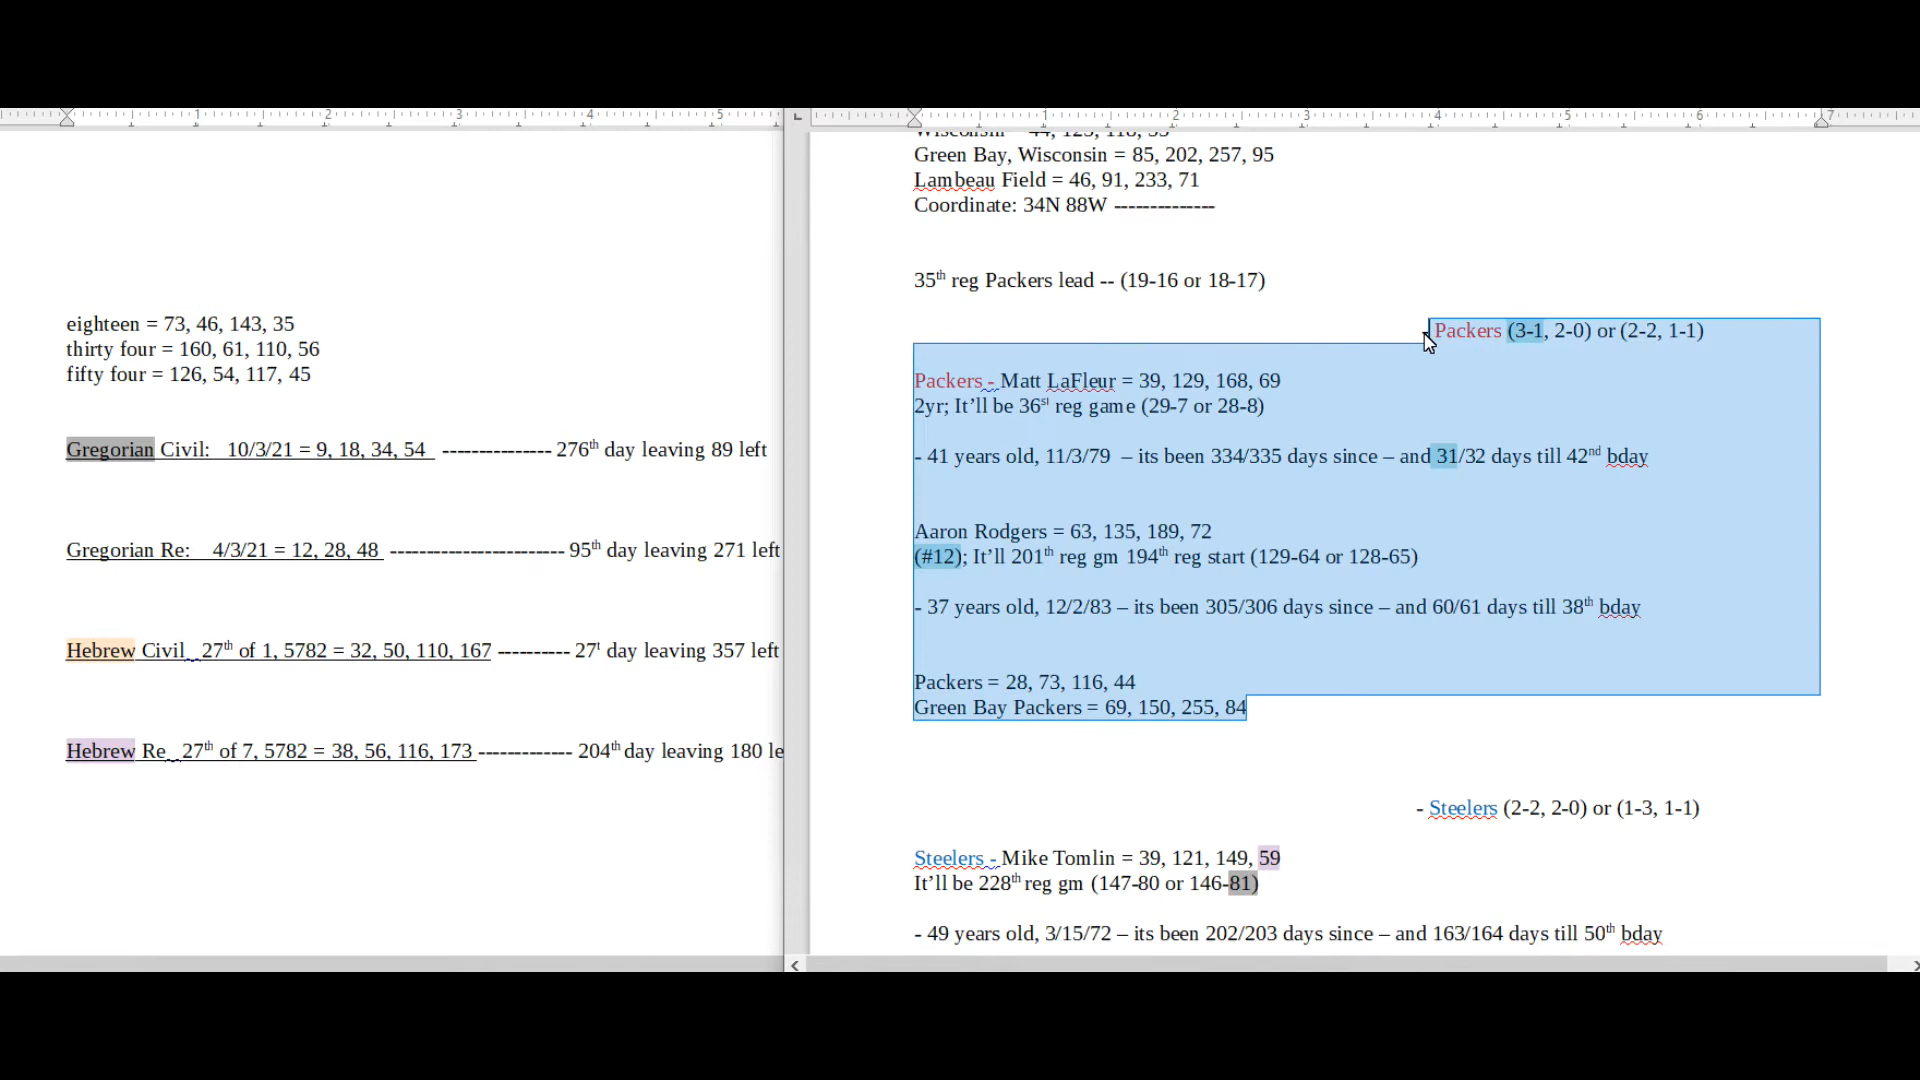 eighteen = 73, 46, 143, 35
thirty four = 160, 61, 110, 56
fifty four = 126, 54, 117, 45
Gregorian Civil: 10/3/21 = 9, 18, 34, 54 --------------- 276th day leaving 89 left
Gregorian Re: 4/3/21 = 12, 28, 48 ------------------------ 95th day leaving 271 left
Hebrew Civil 27th of 1, 5782 = 32, 50, 110, 167 ---------- 27t day leaving 357 left
Hebrew Re 27th of 7, 5782 = 38, 56, 116, 173 ------------- 204th day leaving 180 le
Green Bay, Wisconsin = 85, 202, 257, 95
Lambeau Field = 46, 91, 233, 71
Coordinate: 34N 88W --------------
35th reg Packers lead -- (19-16 or 18-17)
Packers (3-1, 2-0) or (2-2, 1-1)
Packers - Matt LaFleur = 39, 129, 168, 69
2yr; It’ll be 36st reg game (29-7 or 28-8)
- 41 years old, 11/3/79 – its been 334/335 days since – and 31/32 days till 42nd bday
Aaron Rodgers = 63, 135, 189, 72
(#12); It’ll 201th reg gm 194th reg start (129-64 or 128-65)
- 37 years old, 12/2/83 – its been 305/306 days since – and 60/61 days till 38th bday
Packers = 28, 73, 116, 44
Green Bay Packers = 69, 150, 255, 84
- Steelers (2-2, 2-0) or (1-3, 1-1)
Steelers - Mike Tomlin = 39, 121, 149, 59
It’ll be 228th reg gm (147-80 or 146-81)
- 49 years old, 3/15/72 – its been 202/203 days since – and 163/164 days till 50th bday